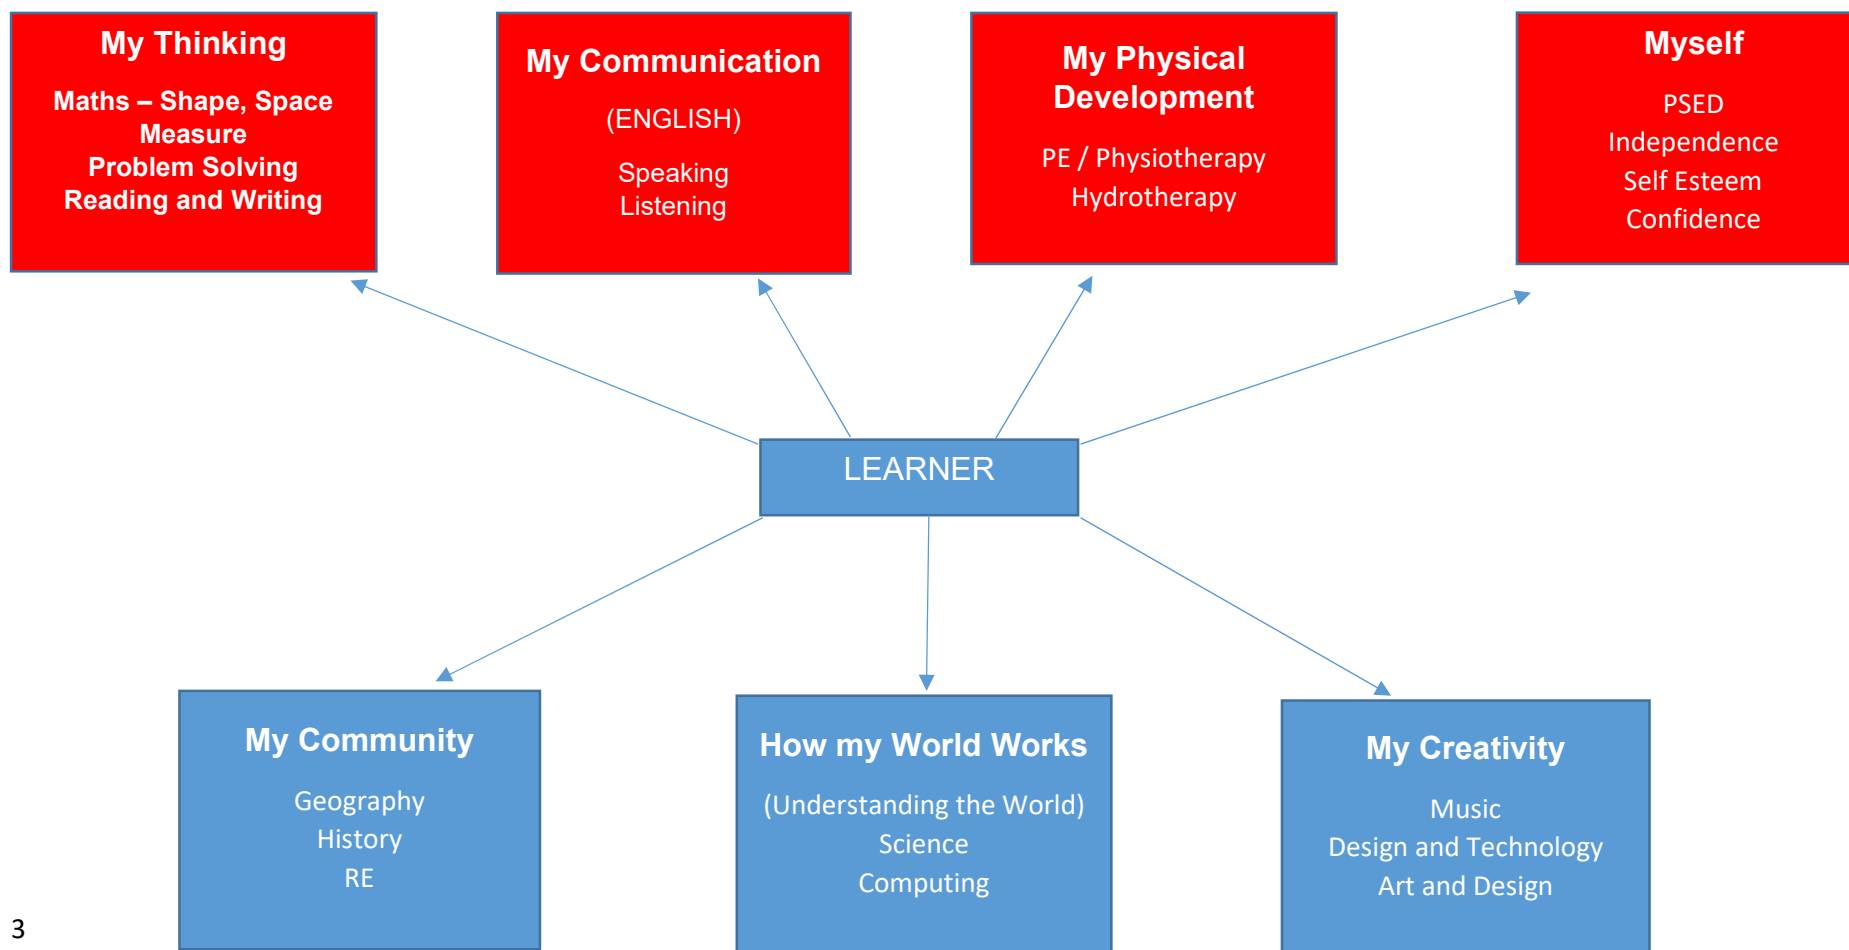 My Thinking
Maths – Shape, Space
Measure
Problem Solving
Reading and Writing
My Communication
(ENGLISH)
Speaking
Listening
My Physical
Development
PE / Physiotherapy
Hydrotherapy
Myself
PSED
Independence
Self Esteem
Confidence
LEARNER
My Community
Geography
History
RE
How my World Works
(Understanding the World)
Science
Computing
My Creativity
Music
Design and Technology
Art and Design
3